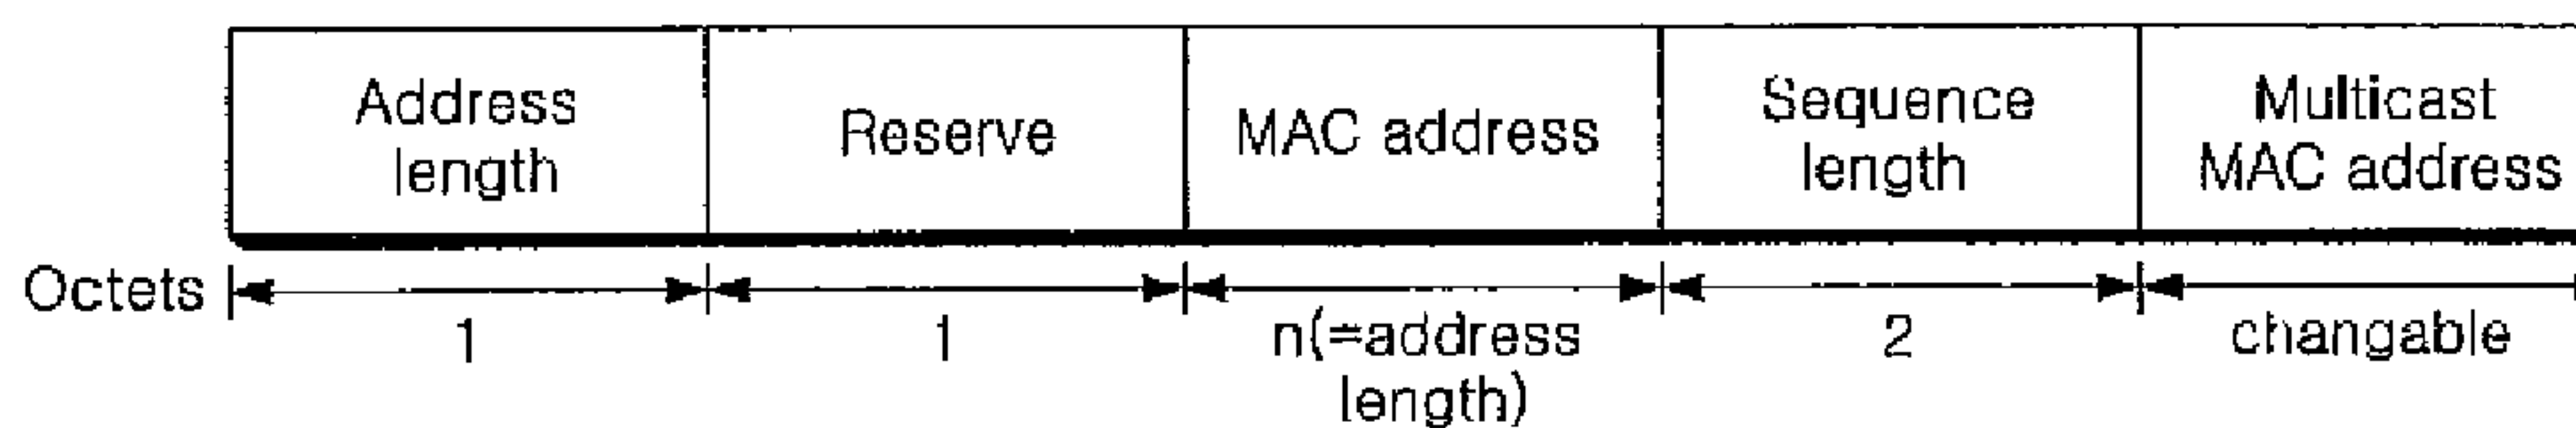 Address
length
Reserve
MAC address
Sequence
length
Multicast
MAC address
Octets
1
1
n(=address
length)
2
changable